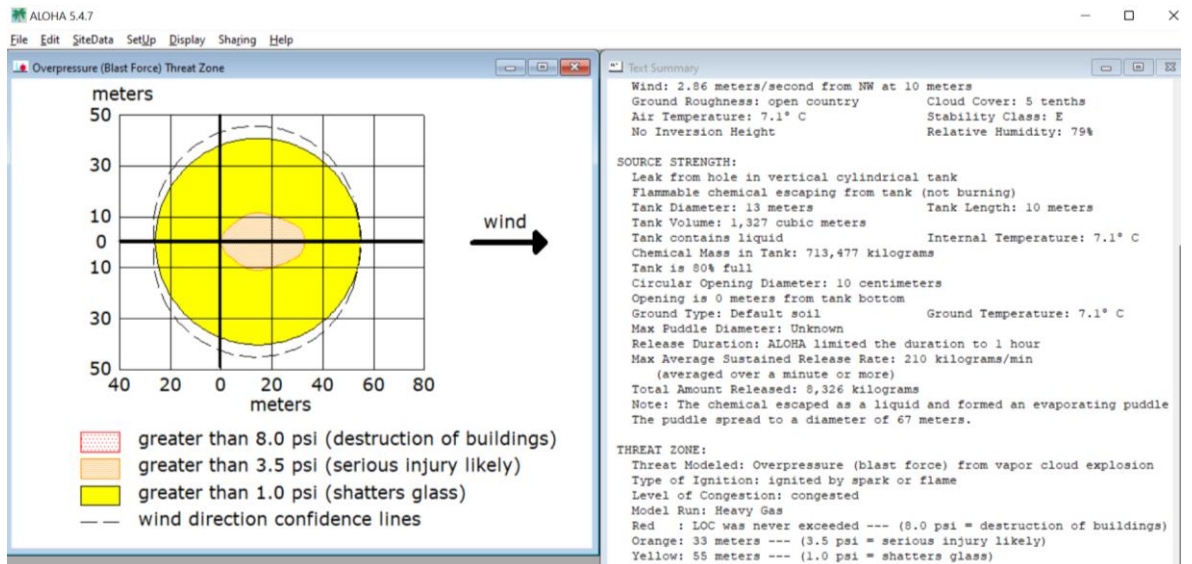 ALOHA 5.4.7
File Edit SiteData SetUp Display Sharing Help
Overpressure (Blast Force) Threat Zone
meters
50
30
10
0
10
30
50
40 20 0 20 40 60 80
meters
wind
greater than 8.0 psi (destruction of buildings)
greater than 3.5 psi (serious injury likely)
greater than 1.0 psi (shatters glass)
wind direction confidence lines
Text Summary
Wind: 2.86 meters/second from NW at 10 meters
Ground Roughness: open country Cloud Cover: 5 tenths
Air Temperature: 7.1° C Stability Class: E
No Inversion Height Relative Humidity: 79%
SOURCE STRENGTH:
Leak from hole in vertical cylindrical tank
Flammable chemical escaping from tank (not burning)
Tank Diameter: 13 meters Tank Length: 10 meters
Tank Volume: 1,327 cubic meters
Tank contains liquid Internal Temperature: 7.1° C
Chemical Mass in Tank: 713,477 kilograms
Tank is 80% full
Circular Opening Diameter: 10 centimeters
Opening is 0 meters from tank bottom
Ground Type: Default soil Ground Temperature: 7.1° C
Max Puddle Diameter: Unknown
Release Duration: ALOHA limited the duration to 1 hour
Max Average Sustained Release Rate: 210 kilograms/min
(averaged over a minute or more)
Total Amount Released: 8,326 kilograms
Note: The chemical escaped as a liquid and formed an evaporating puddle
The puddle spread to a diameter of 67 meters.
THREAT ZONE:
Threat Modeled: Overpressure (blast force) from vapor cloud explosion
Type of Ignition: ignited by spark or flame
Level of Congestion: congested
Model Run: Heavy Gas
Red : LOC was never exceeded --- (8.0 psi = destruction of buildings)
Orange: 33 meters --- (3.5 psi = serious injury likely)
Yellow: 55 meters --- (1.0 psi = shatters glass)